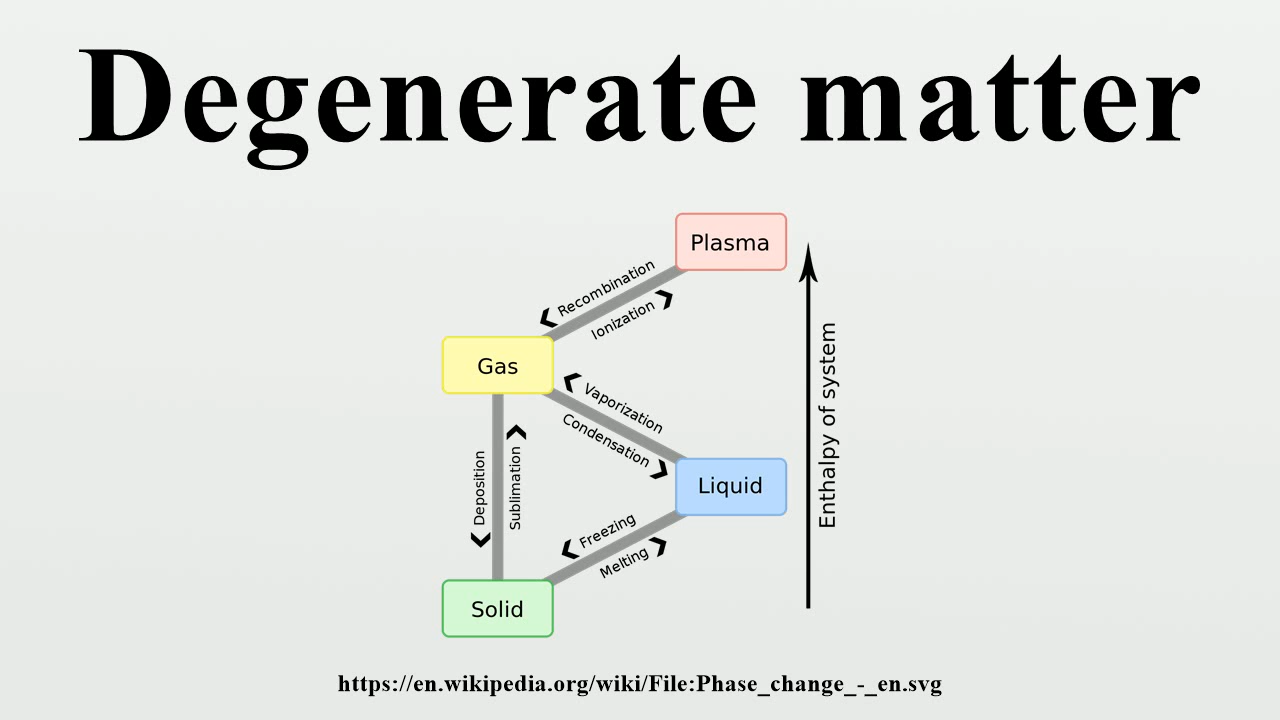 Degenerate matter
Plasma
Recombination
Ionization
Gas
Vaporization
Condensation
Enthalpy of system
Deposition
Sublimation
Liquid
Freezing
Melting
Solid
https://en.wikipedia.org/wiki/File:Phase_change_-_en.svg